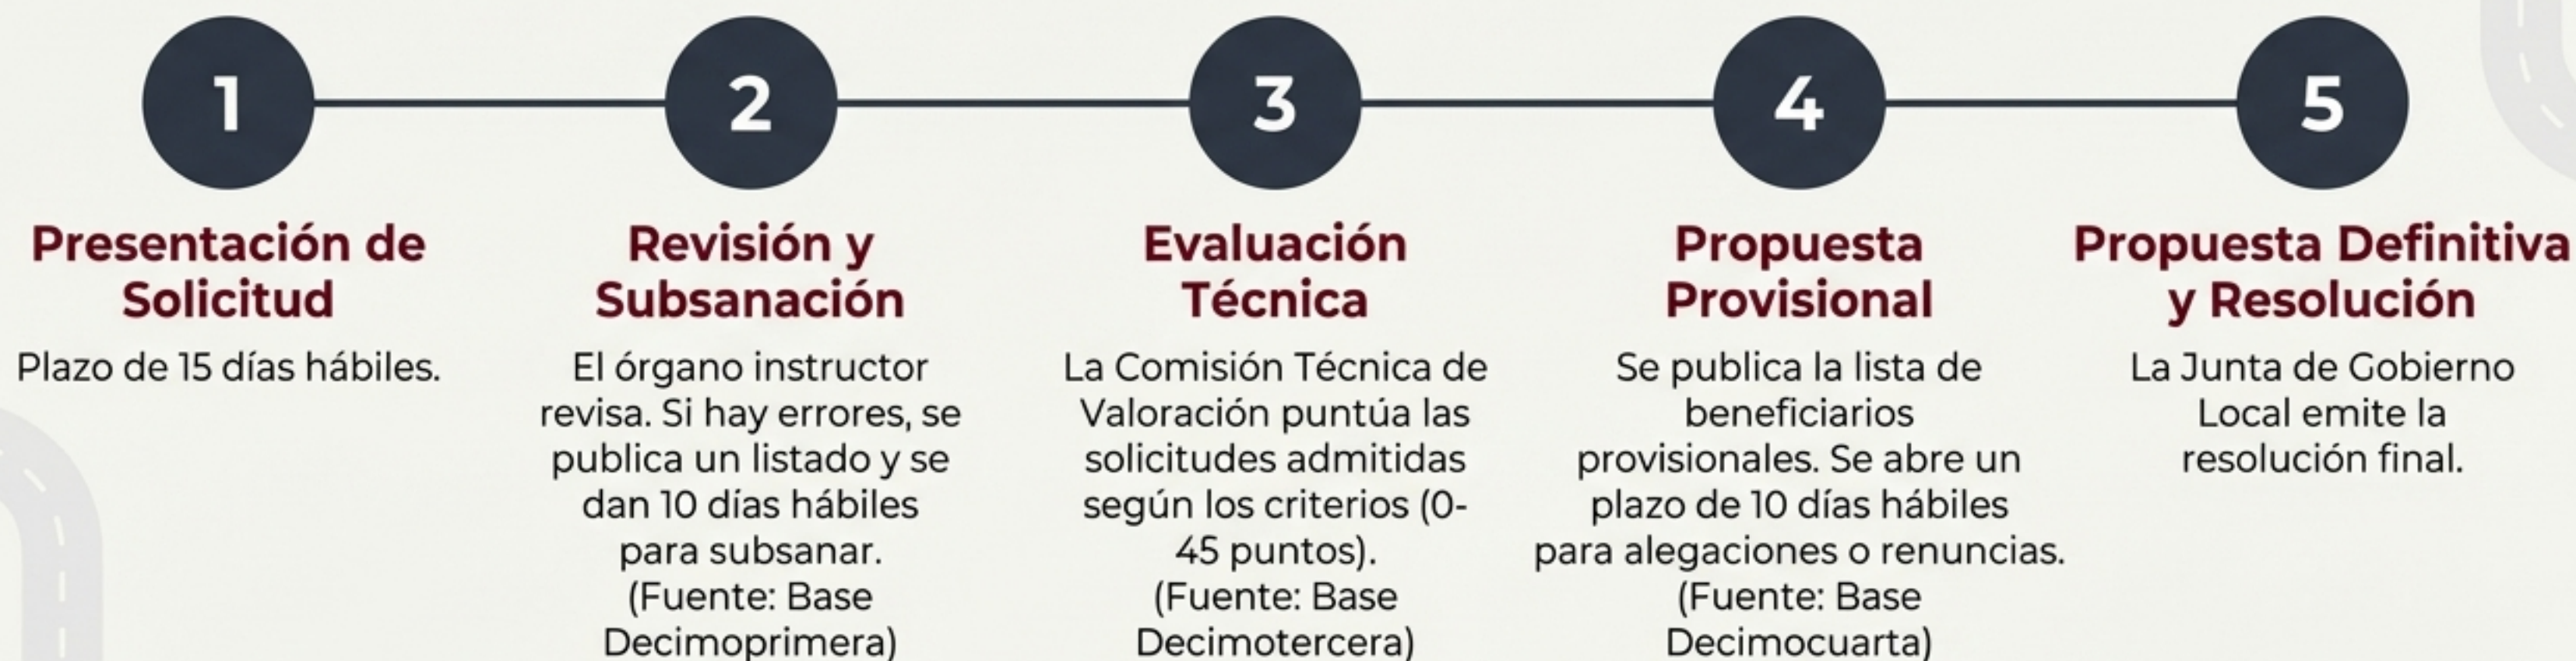 1
Presentación de
Solicitud
Plazo de 15 días hábiles.
2
Revisión y
Subsanación
El órgano instructor
revisa. Si hay errores, se
publica un listado y se
dan 10 días hábiles
para subsanar.
(Fuente: Base
Decimoprimera)
3
Evaluación
Técnica
La Comisión Técnica de
Valoración puntúa las
solicitudes admitidas
según los criterios (0-
45 puntos).
(Fuente: Base
Decimotercera)
4
Propuesta
Provisional
Se publica la lista de
beneficiarios
provisionales. Se abre un
plazo de 10 días hábiles
para alegaciones o renuncias.
(Fuente: Base
Decimocuarta)
5
Propuesta Definitiva
y Resolución
La Junta de Gobierno
Local emite la
resolución final.